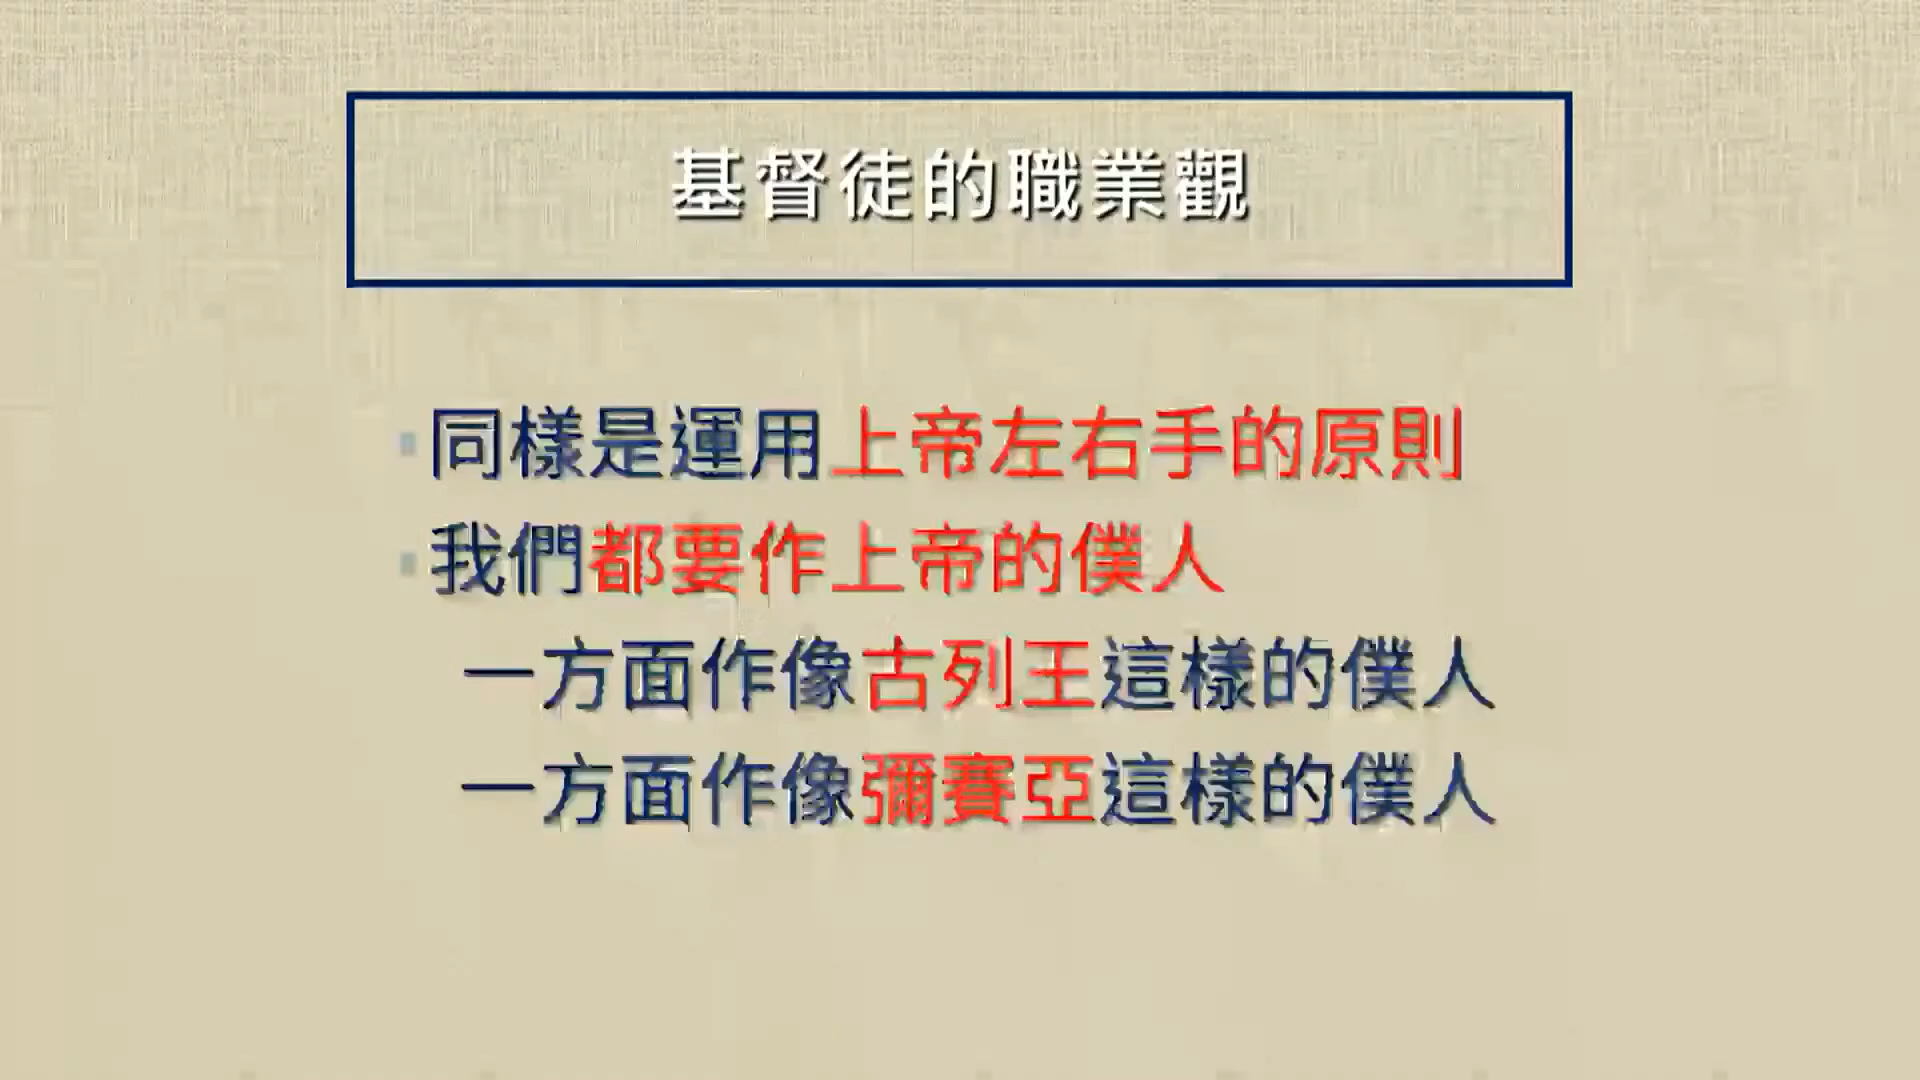 基督徒的職業觀
同樣是運用上帝左右手的原則
我們都要作上帝的僕人
一方面作像古列王這樣的僕人
一方面作像彌賽亞這樣的僕人